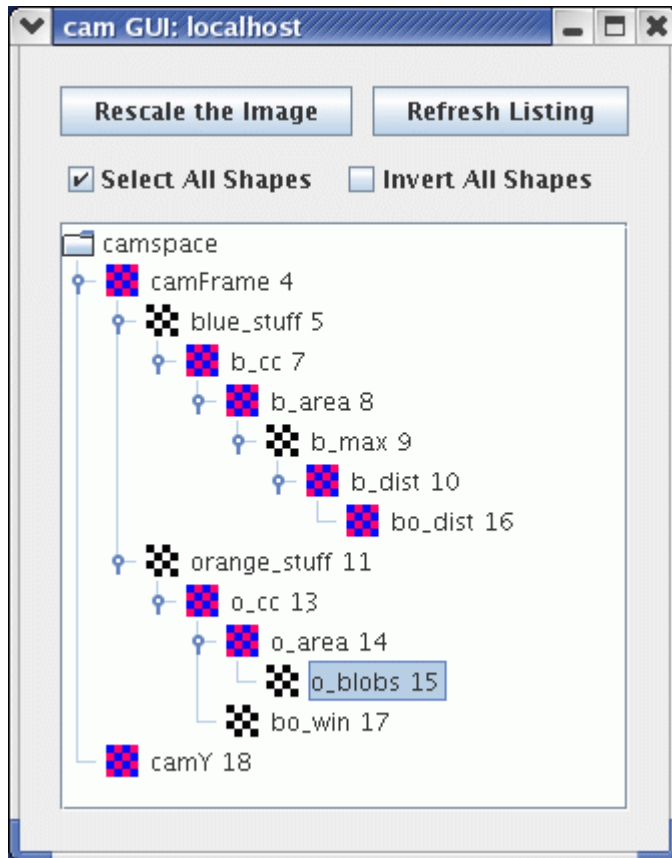 cam GUI: localhost
Rescale the Image Refresh Listing
Select All Shapes Invert All Shapes
camspace
camFrame 4
blue_stuff 5
b_cc 7
b_area 8
b_max 9
b_dist 10
bo_dist 16
orange_stuff 11
o_cc 13
o_area 14
o_blobs 15
bo_win 17
camY 18